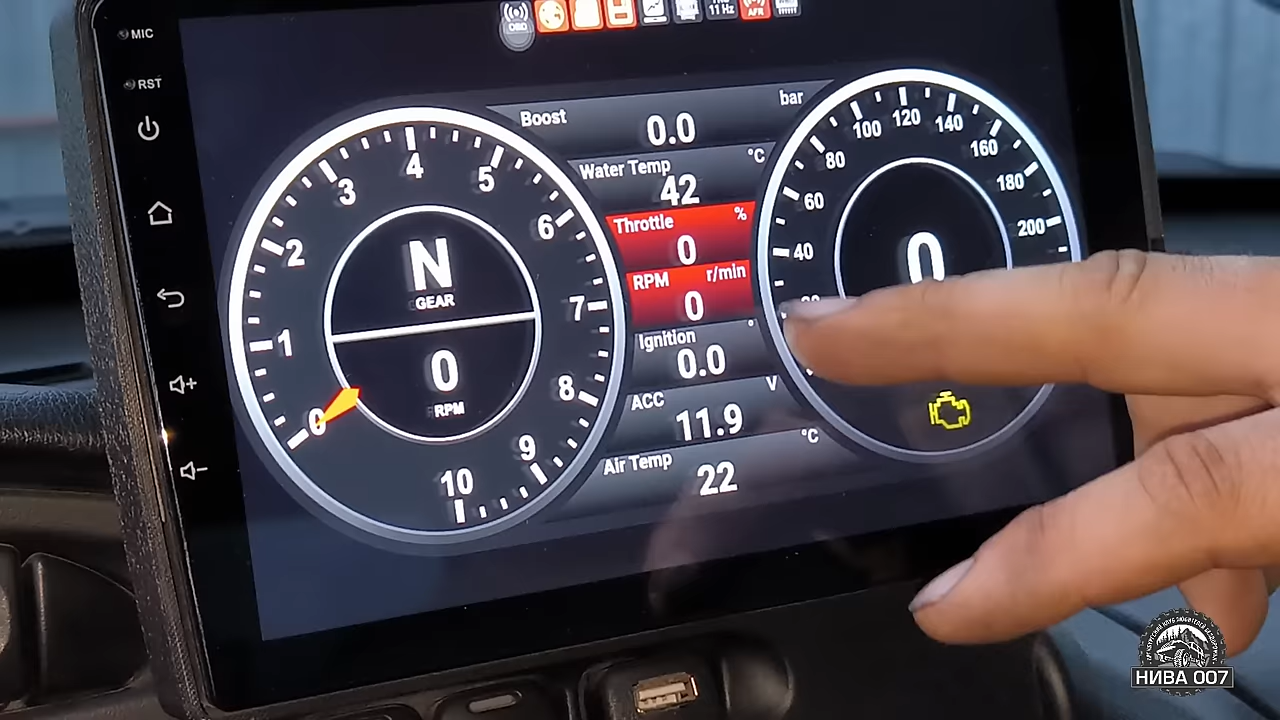 MIC
RST
OBD
11 Hz
AFR
Boost
bar
0.0
Water Temp
°C
42
Throttle
%
0
RPM
r/min
0
Ignition
°
0.0
ACC
V
11.9
Air Temp
°C
22
0
1
2
3
4
5
6
7
8
9
10
N
GEAR
0
RPM
40
60
80
100
120
140
160
180
200
0
НИВА 007